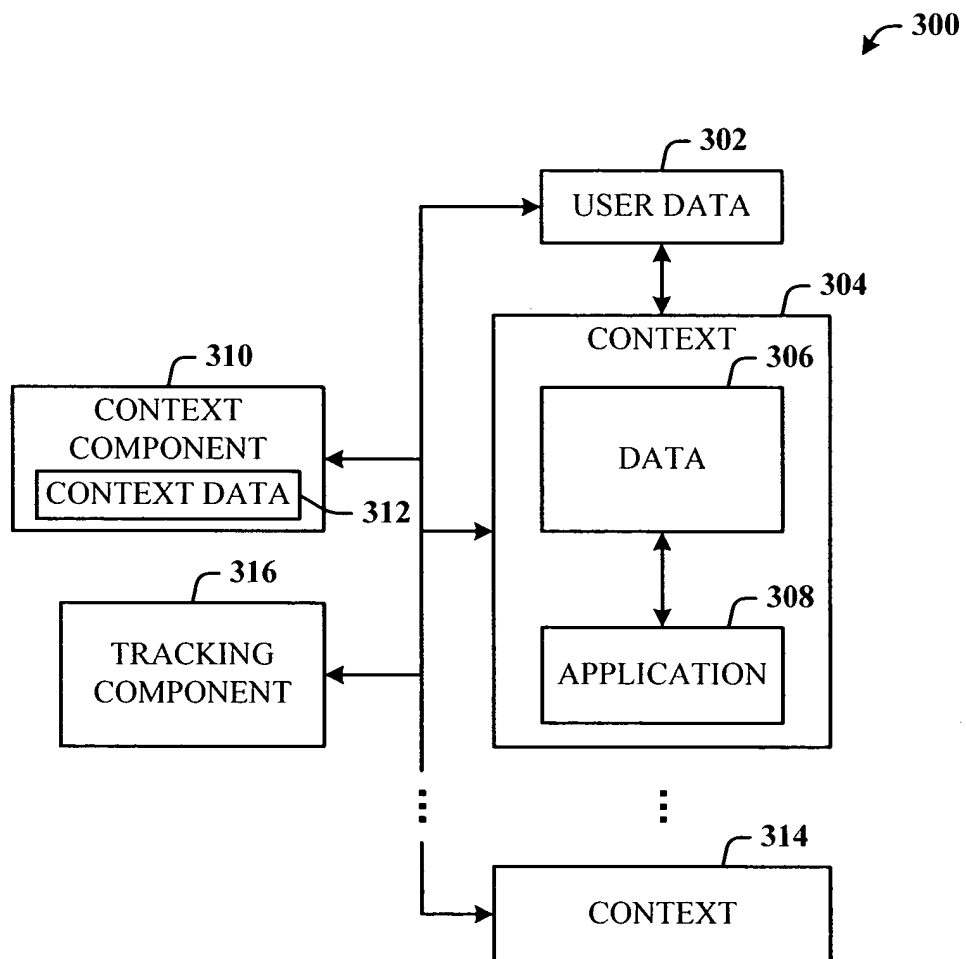 300
302
USER DATA
304
CONTEXT
306
DATA
310
CONTEXT
COMPONENT
CONTEXT DATA
312
316
TRACKING
COMPONENT
308
APPLICATION
314
CONTEXT